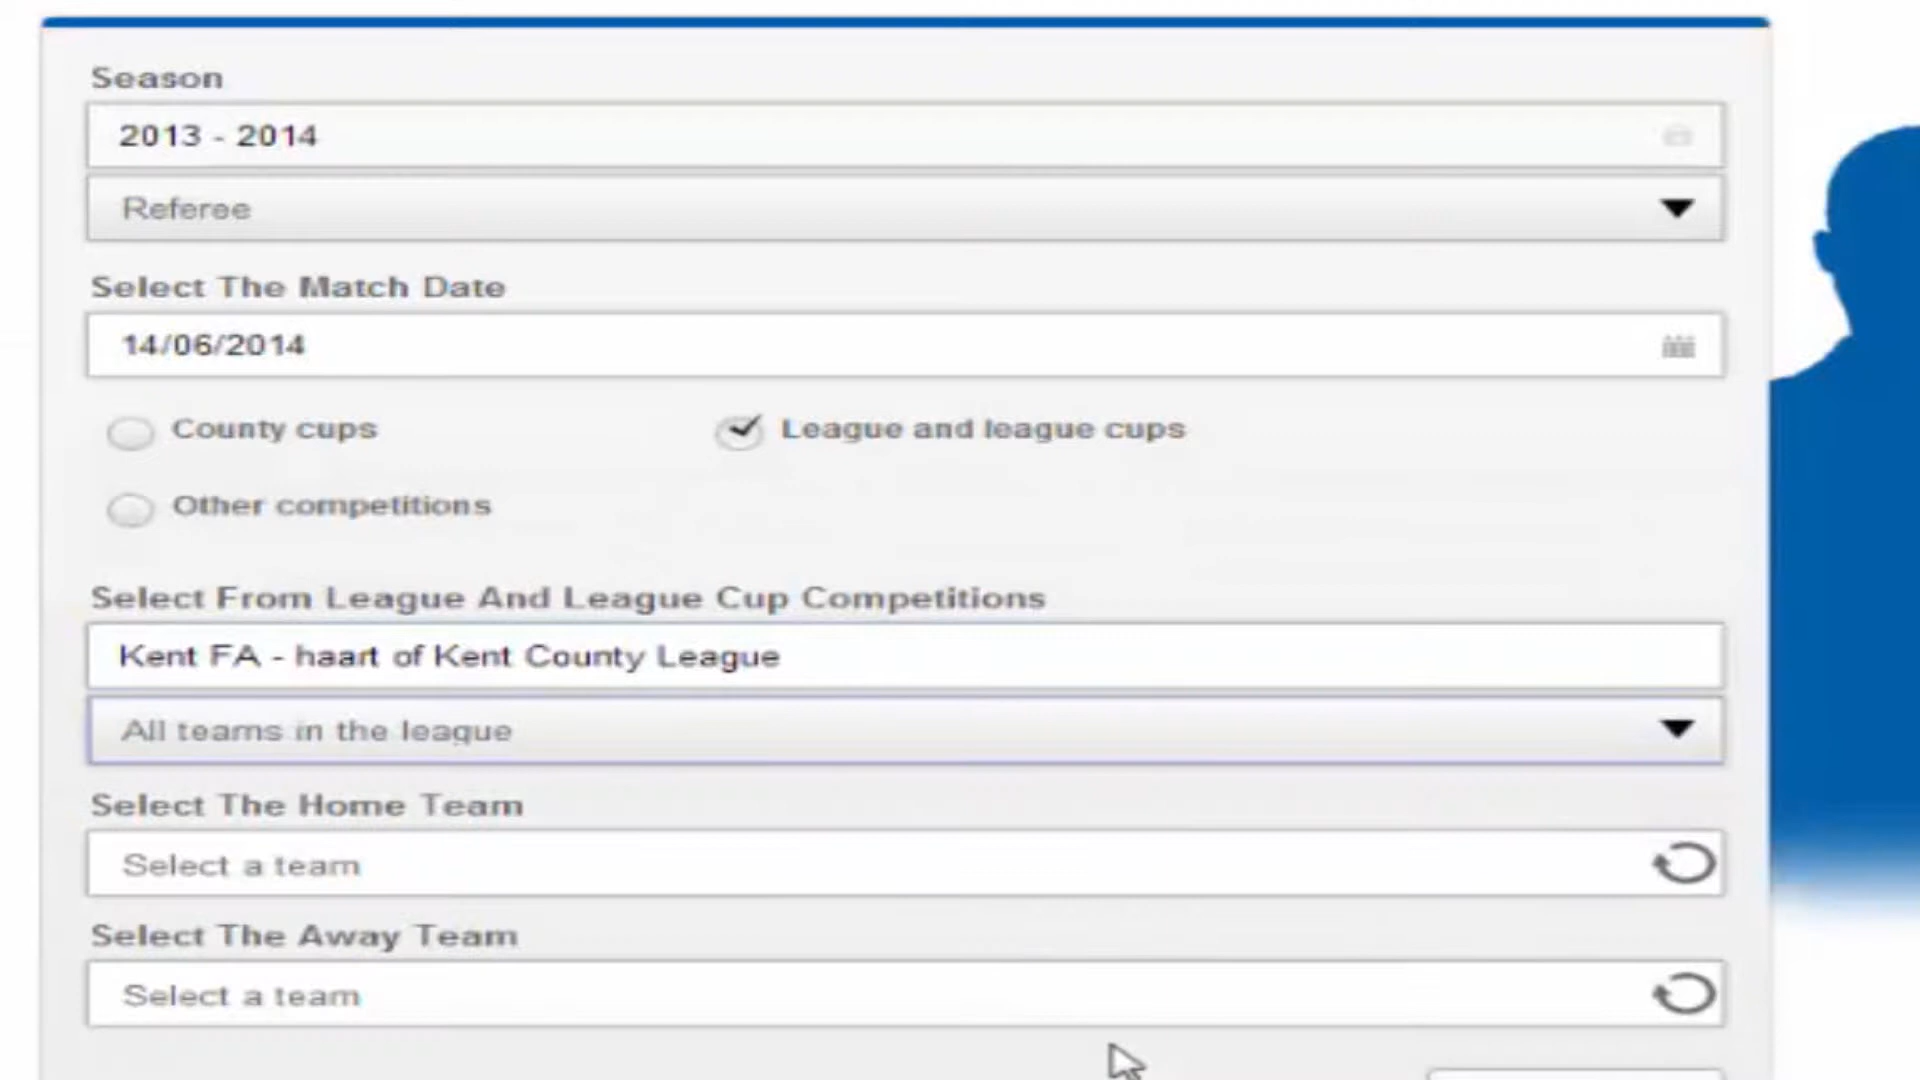 Season
2013 - 2014
Referee
Select The Match Date
14/06/2014
County cups
League and league cups
Other competitions
Select From League And League Cup Competitions
Kent FA - haart of Kent County League
All teams in the league
Select The Home Team
Select a team
Select The Away Team
Select a team